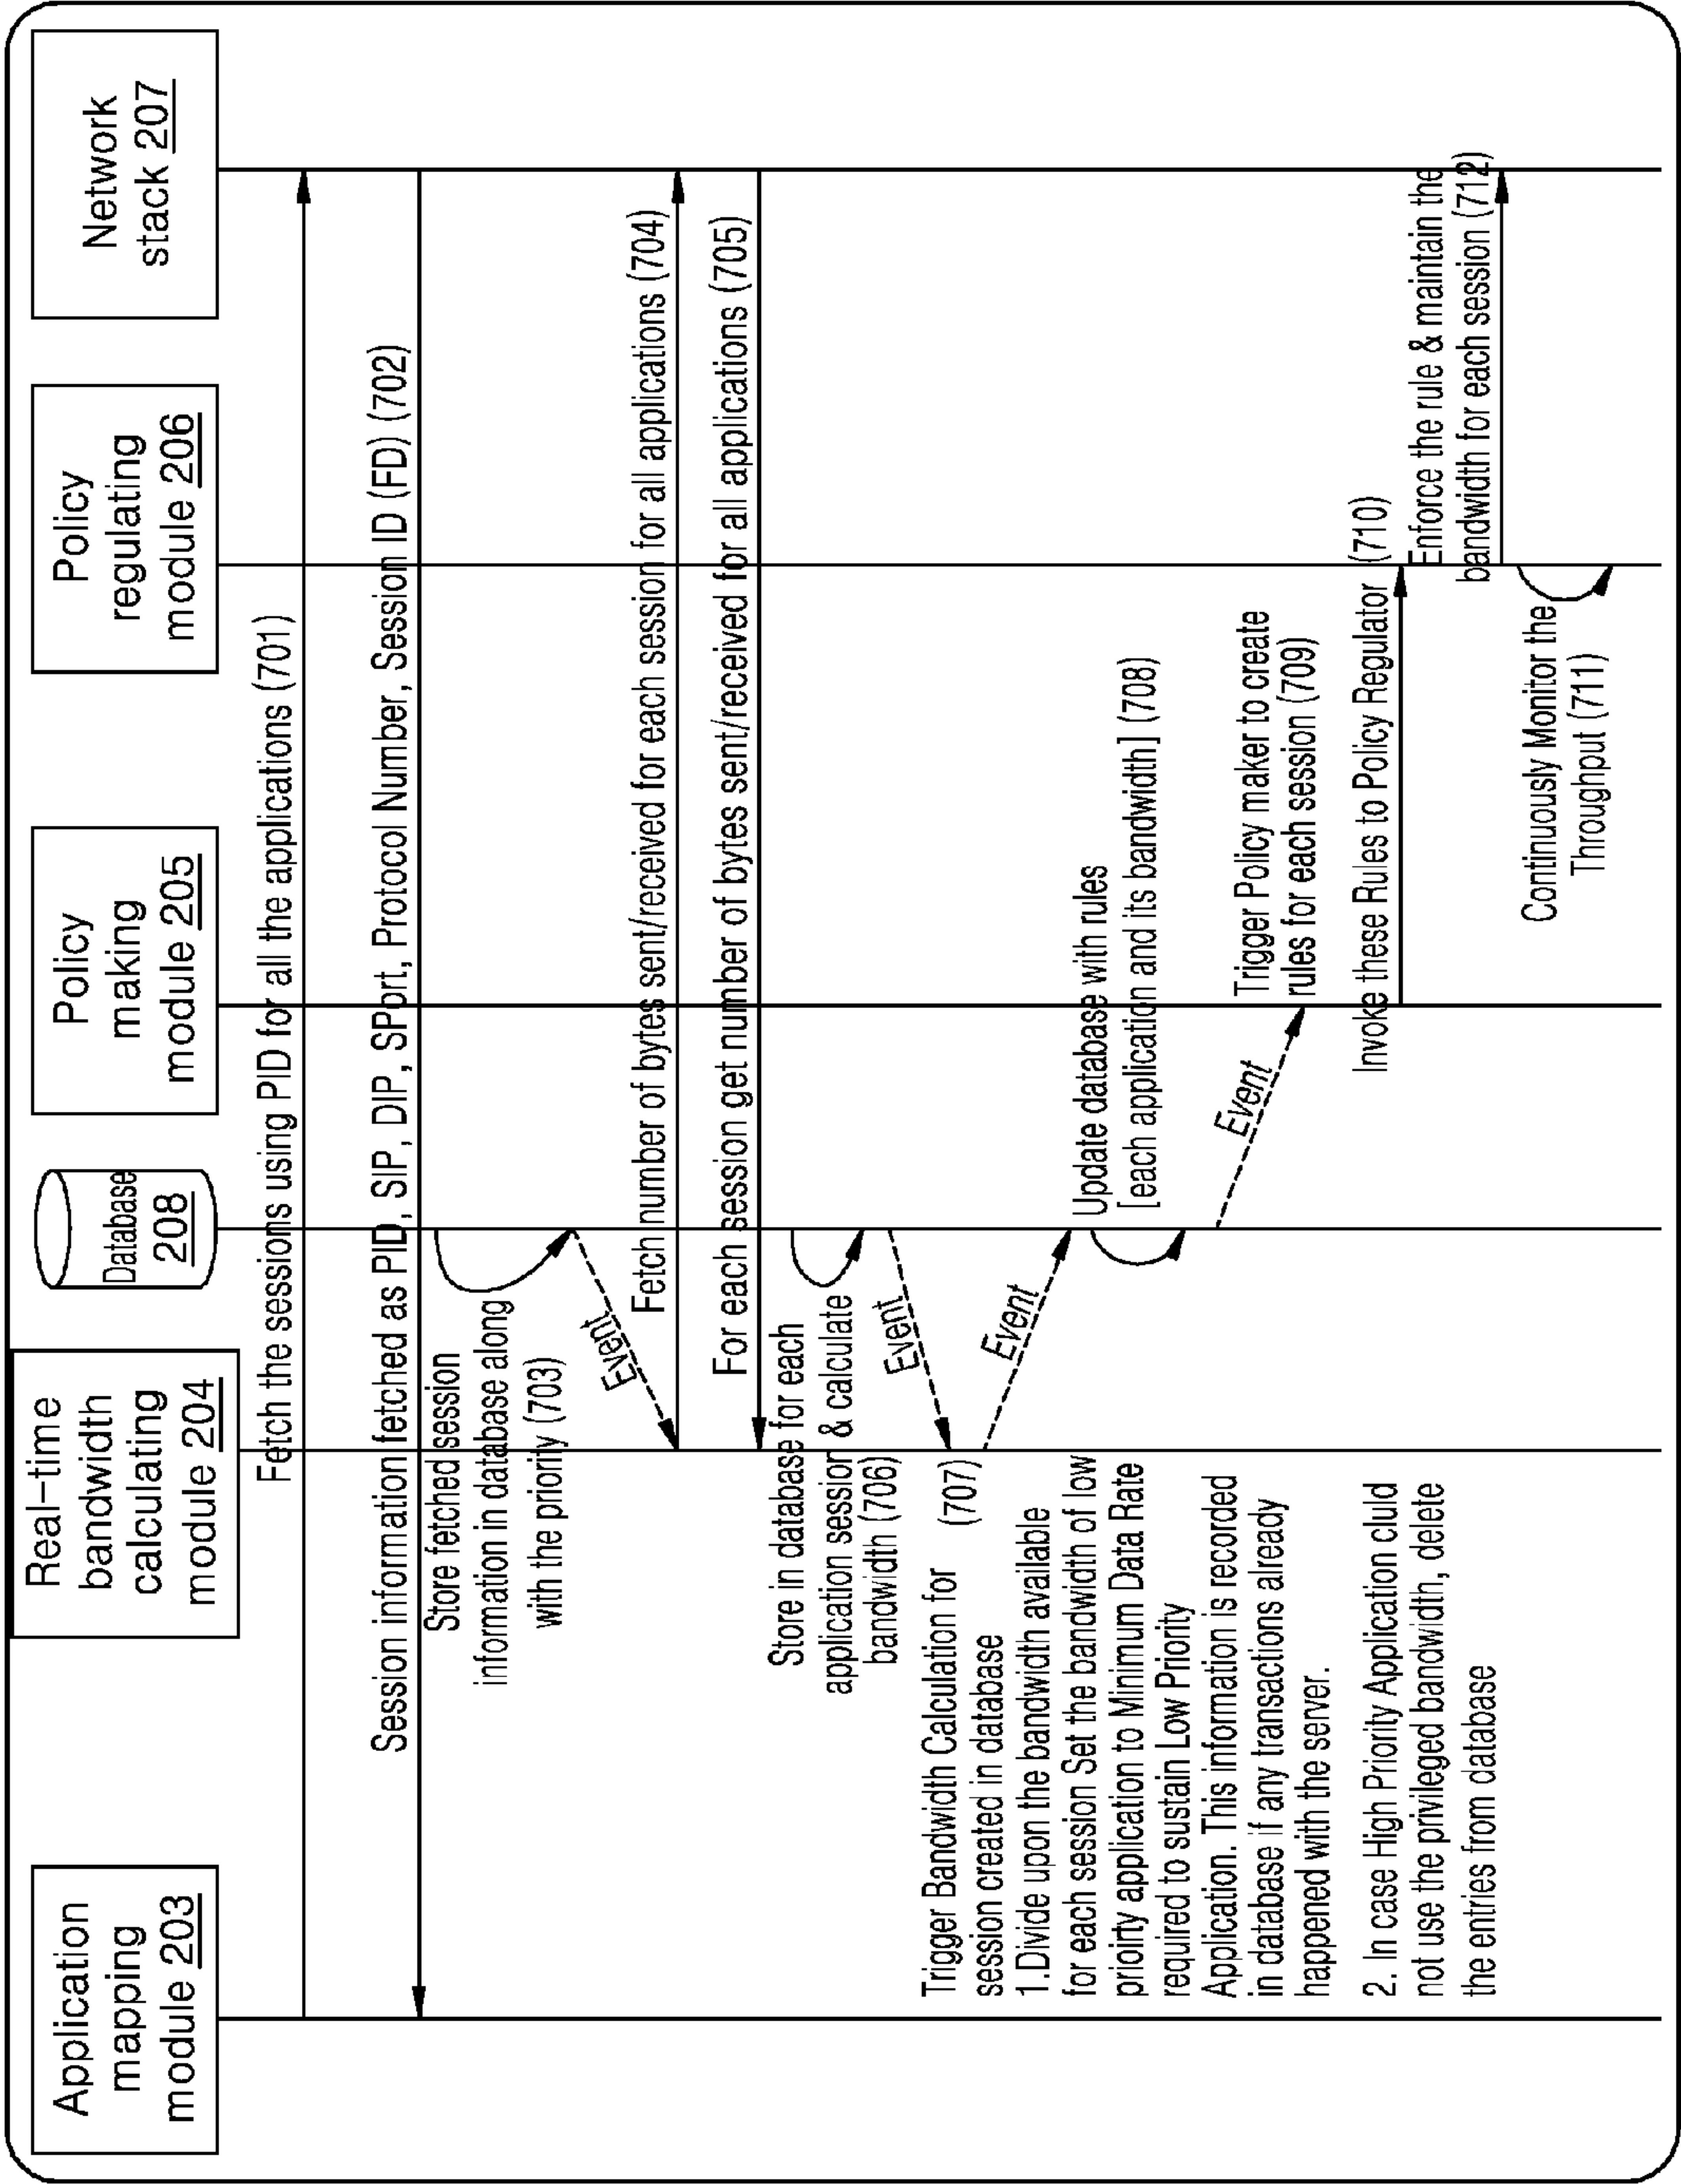 Application
mapping
module 203
Real-time
bandwidth
calculating
module 204
Database
208
Policy
making
module 205
Policy
regulating
module 206
Network
stack 207
Fetch the sessions using PID for all the applications (701)
Session information fetched as PID, SIP, DIP, SPort, Protocol Number, Session ID (FD) (702)
Store fetched session
information in database along
with the priority (703)
Event
Fetch number of bytes sent/received for each session for all applications (704)
For each session get number of bytes sent/received for all applications (705)
Store in database for each
application session & calculate
bandwidth (706)
Event
(707)
Trigger Bandwidth Calculation for
session created in database
1.Divide upon the bandwidth available
for each session Set the bandwidth of low
prioirty application to Minimum Data Rate
required to sustain Low Priority
Application. This information is recorded
in database if any transactions already
happened with the server.
2. In case High Priority Application cluld
not use the privileged bandwidth, delete
the entries from database
Event
Update database with rules
[each application and its bandwidth] (708)
Event
Trigger Policy maker to create
rules for each session (709)
Invoke these Rules to Policy Regulator (710)
Enforce the rule & maintain the
bandwidth for each session (712)
Continuously Monitor the
Throughput (711)